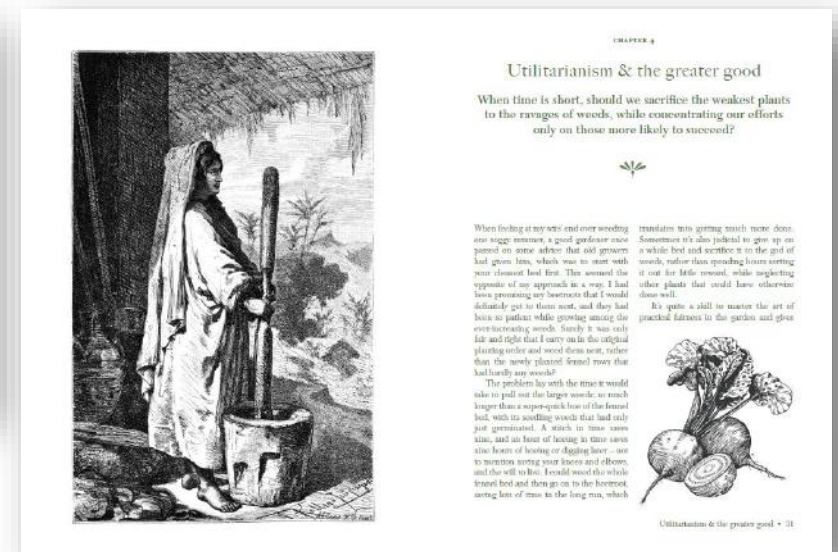 CHAPTER 4
Utilitarianism & the greater good
When time is short, should we sacrifice the weakest plants
to the ravages of weeds, while concentrating our efforts
only on those more likely to succeed?
When feeling at my wits' end over weeding
one soggy summer, a good gardener once
passed on some advice that old growers
had given him, which was to start with
your cleanest bed first. This seemed the
opposite of my approach in a way. I had
been promising my beetroots that I would
definitely get to them next, and they had
been so patient while growing among the
ever-increasing weeds. Surely it was only
fair and right that I carry on in the original
planting order and weed them next, rather
than the newly planted fennel rows that
had hardly any weeds?
The problem lay with the time it would
take to pull out the larger weeds: so much
longer than a super-quick hoe of the fennel
bed, with its seedling weeds that had only
just germinated. A stitch in time saves
nine, and an hour of hoeing in time saves
nine hours of hoeing or digging later – not
to mention saving your knees and elbows,
and the will to live. I could weed the whole
fennel bed and then go on to the beetroot,
saving lots of time in the long run, which
translates into getting much more done.
Sometimes it's also judicial to give up on
a whole bed and sacrifice it to the god of
weeds, rather than spending hours sorting
it out for little reward, while neglecting
other plants that could have otherwise
done well.
It's quite a skill to master the art of
practical fairness in the garden and gives
Utilitarianism & the greater good • 31